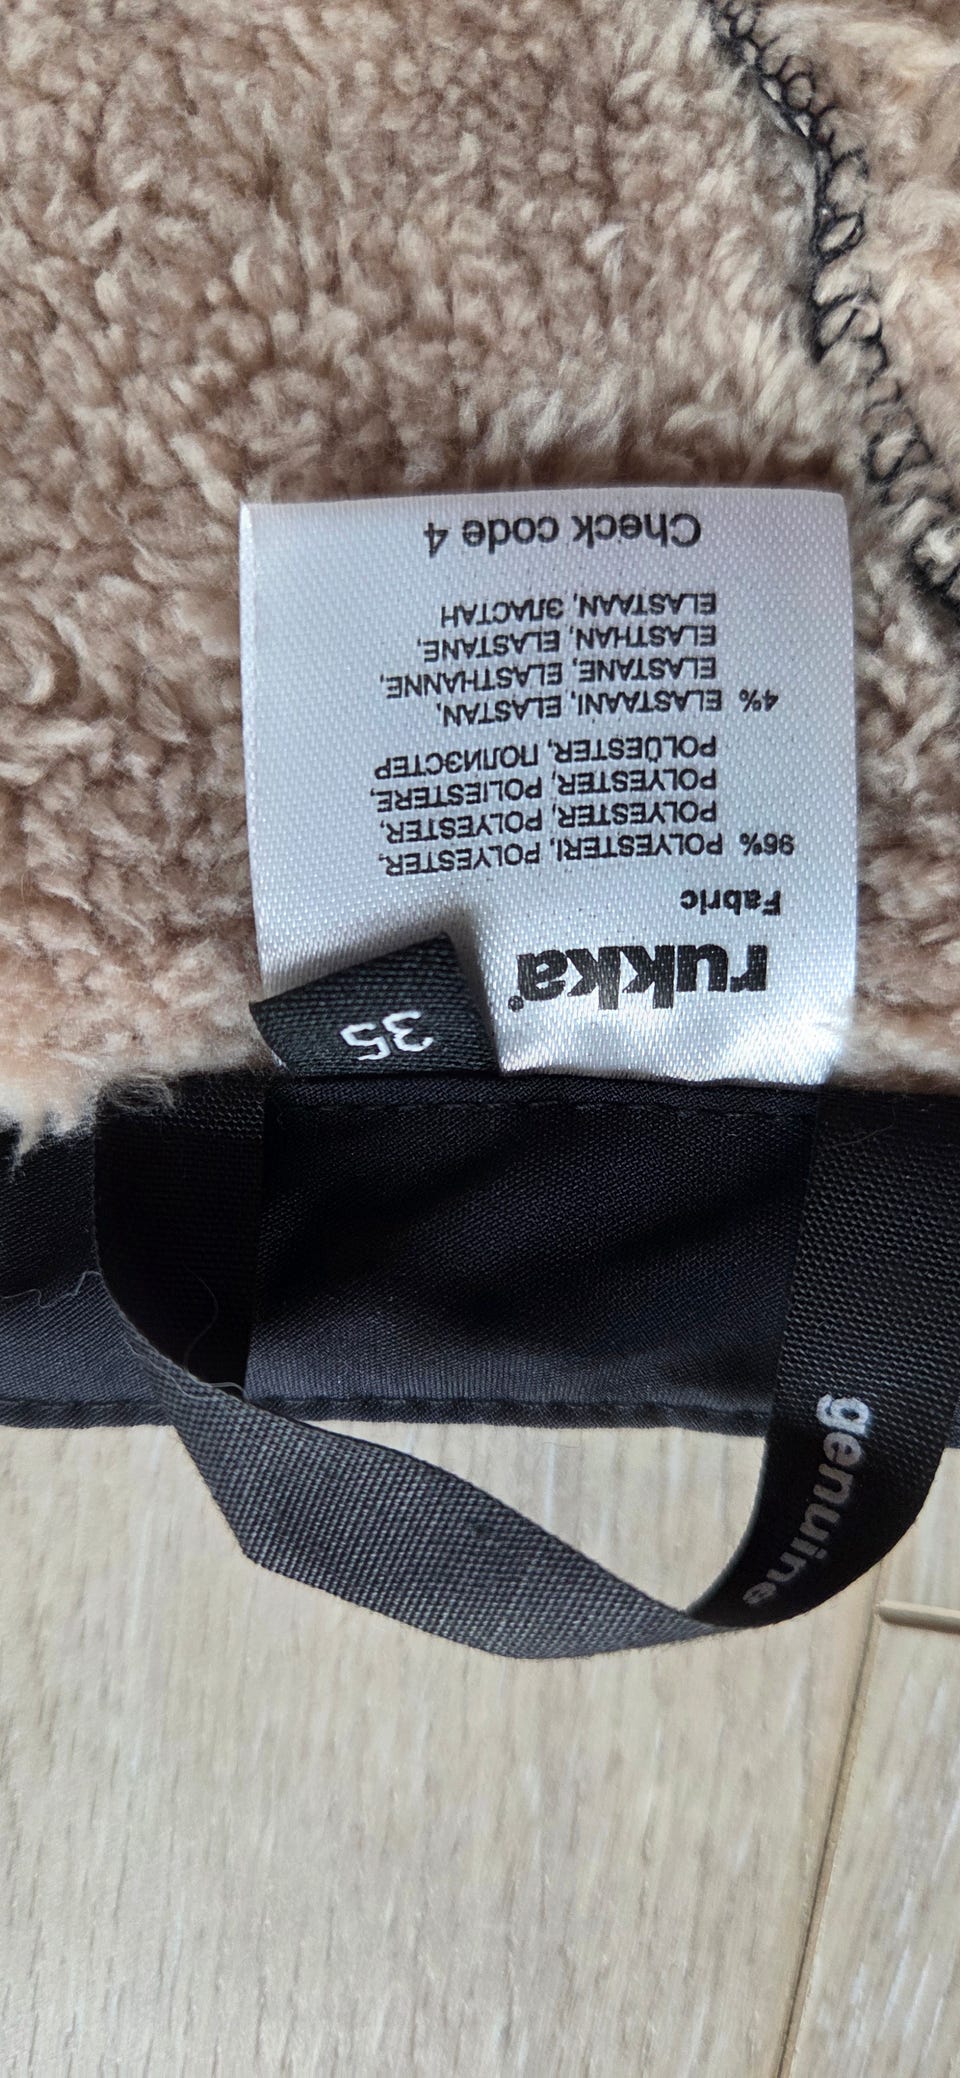 genuine
35
rukka®
Fabric
96% POLYESTERI, POLYESTER,
POLYESTER, POLYESTER,
POLYESTER, POLIESTERE,
POLÜESTER, ПОЛИЭСТЕР
4% ELASTAANI, ELASTAN,
ELASTANE, ELASTHANNE,
ELASTHAN, ELASTANE,
ELASTAAN, ЭЛАСТАН
Check code 4